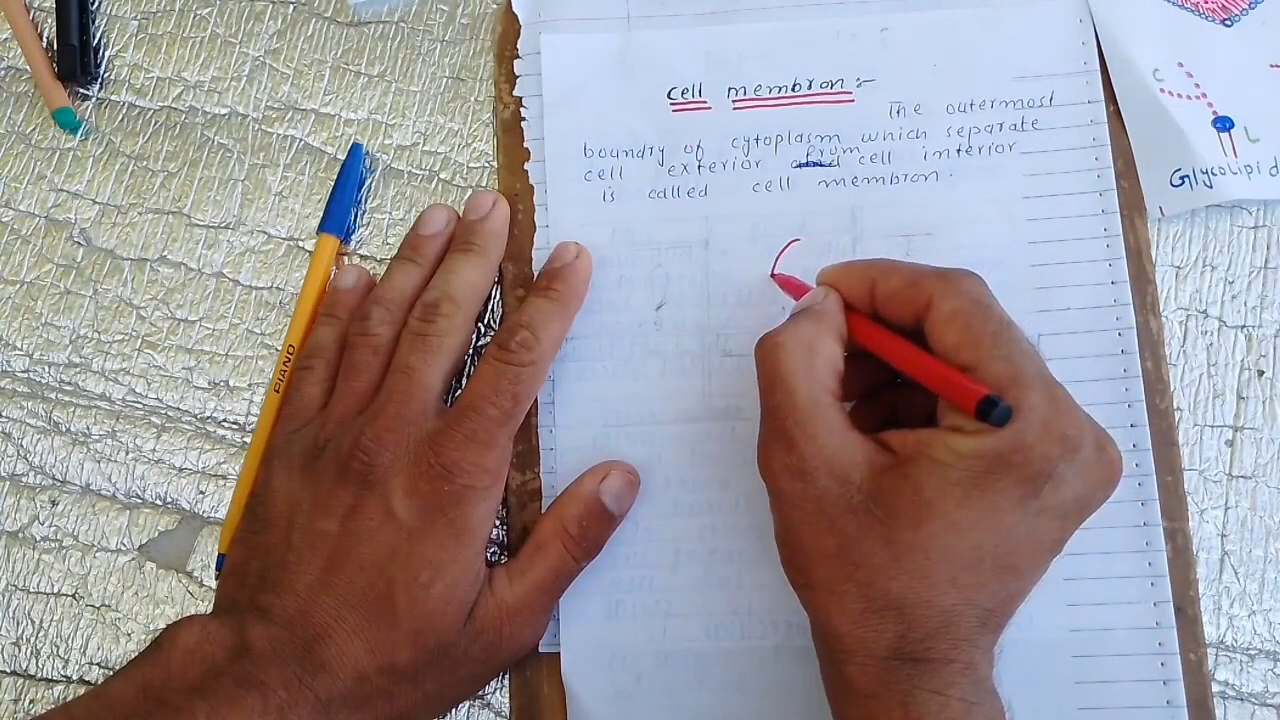 cell membron :-
The outermost
boundry of cytoplasm which separate
cell exterior from cell interior
is called cell membron.
PIANO
C
L
Glycolipid